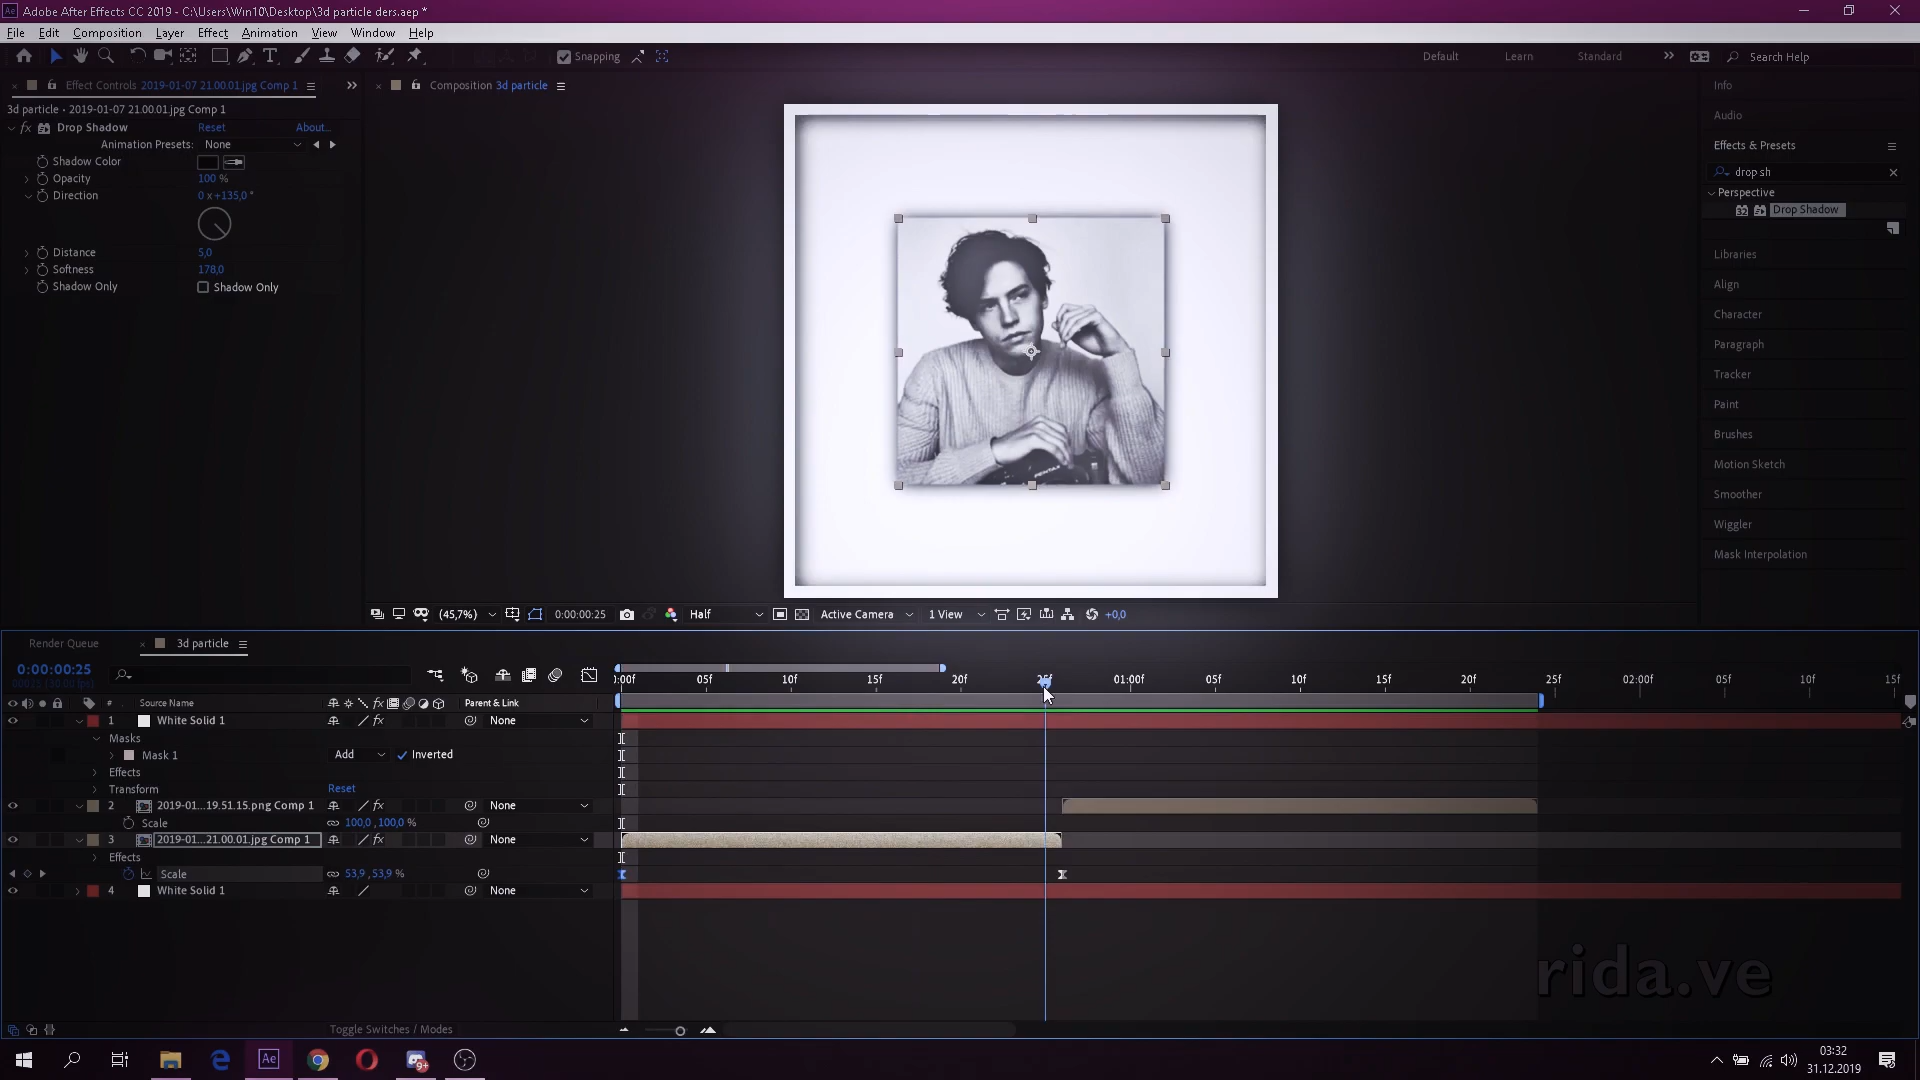 Adobe After Effects CC 2019 - C:\Users\Win10\Desktop\3d particle ders.aep *
File Edit Composition Layer Effect Animation View Window Help
Snapping
Default Learn Standard Search Help
Effect Controls 2019-01-07 21.00.01.jpg Comp 1
Composition 3d particle
Info
3d particle • 2019-01-07 21.00.01.jpg Comp 1
fx Drop Shadow Reset About...
Animation Presets: None
Shadow Color
Opacity 100 %
Direction 0 x +135,0 °
Distance 5,0
Softness 178,0
Shadow Only Shadow Only
Audio
Effects & Presets
drop sh
Perspective
32 Drop Shadow
Libraries
Align
Character
Paragraph
Tracker
Paint
Brushes
Motion Sketch
Smoother
Wiggler
Mask Interpolation
PENTAX
(45,7%) 0:00:00:25 Half Active Camera 1 View +0,0
Render Queue 3d particle
0:00:00:25
00025 (30.00 fps)
:00f 05f 10f 15f 20f 25f 01:00f 05f 10f 15f 20f 25f 02:00f 05f 10f 15f
# Source Name Parent & Link
1 White Solid 1 None
Masks
Mask 1 Add Inverted
Effects
Transform Reset
2 2019-01...19.51.15.png Comp 1 None
Scale 100,0 ,100,0 %
3 2019-01...21.00.01.jpg Comp 1 None
Effects
Scale 53,9 ,53,9 %
4 White Solid 1 None
rida.ve
Toggle Switches / Modes
Ae
9+
03:32
31.12.2019